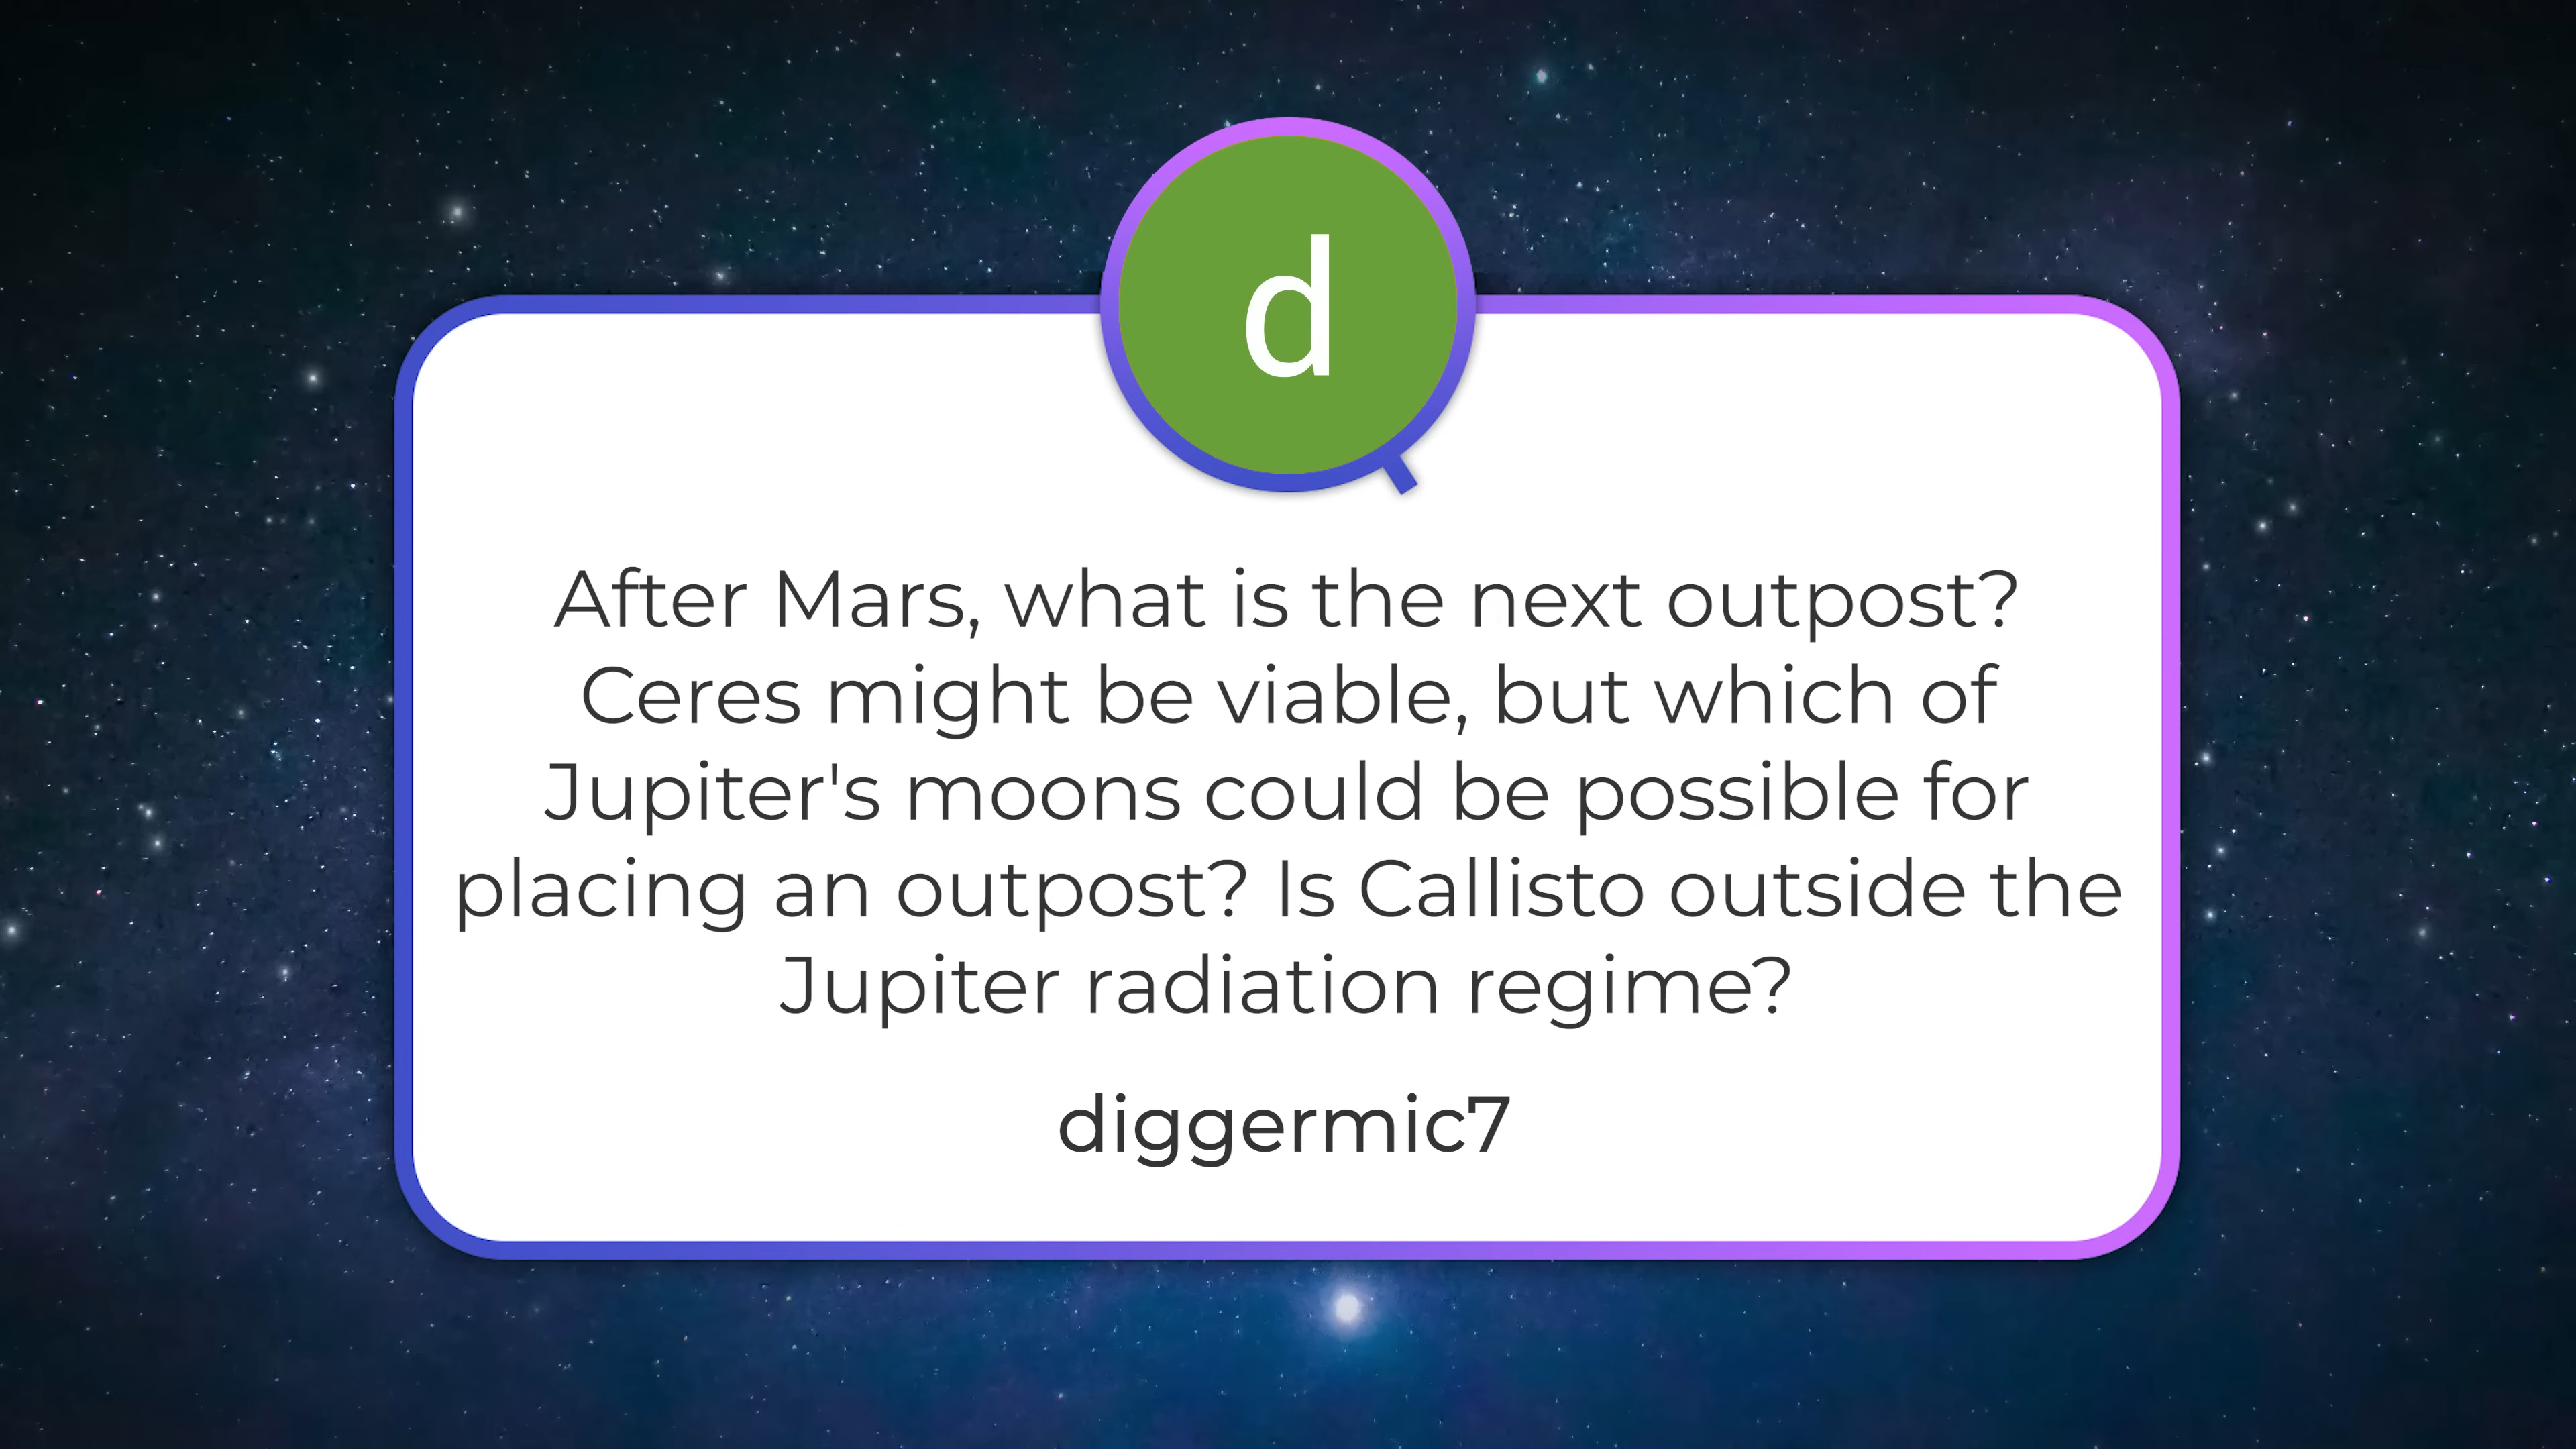 d
After Mars, what is the next outpost?
Ceres might be viable, but which of
Jupiter's moons could be possible for
placing an outpost? Is Callisto outside the
Jupiter radiation regime?
diggermic7